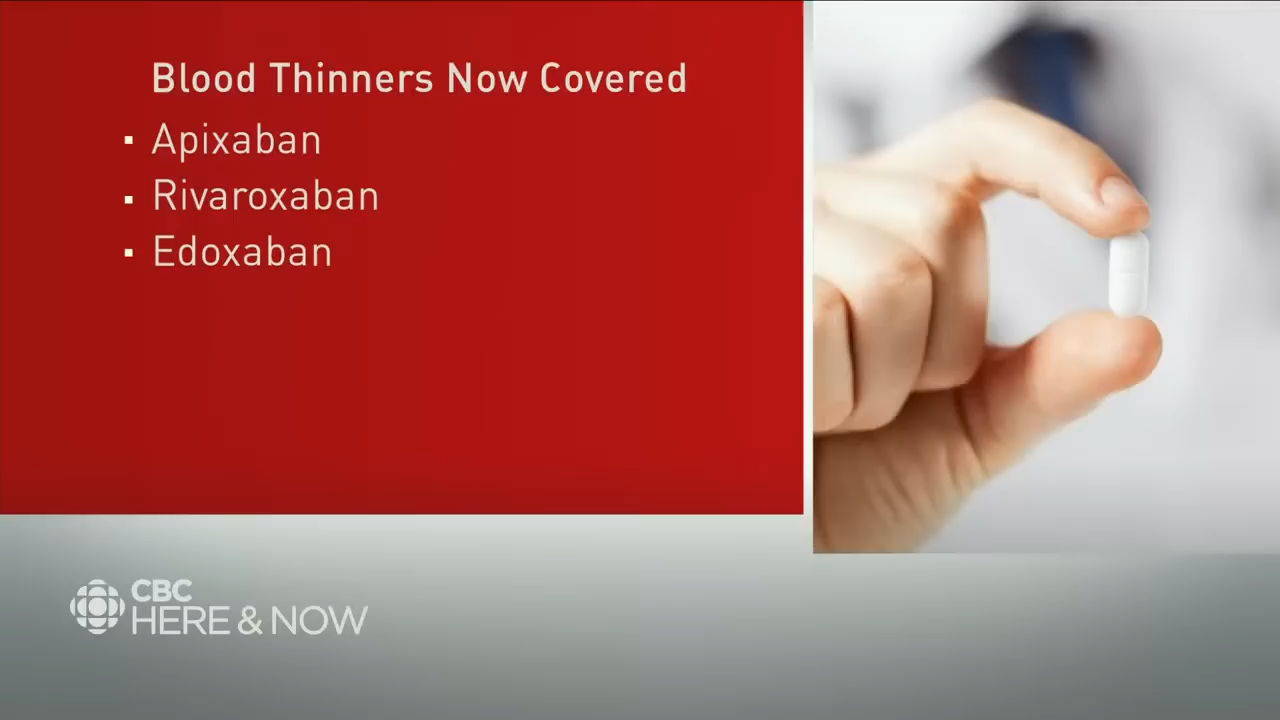 Blood Thinners Now Covered
▪ Apixaban
▪ Rivaroxaban
▪ Edoxaban
CBC
HERE & NOW